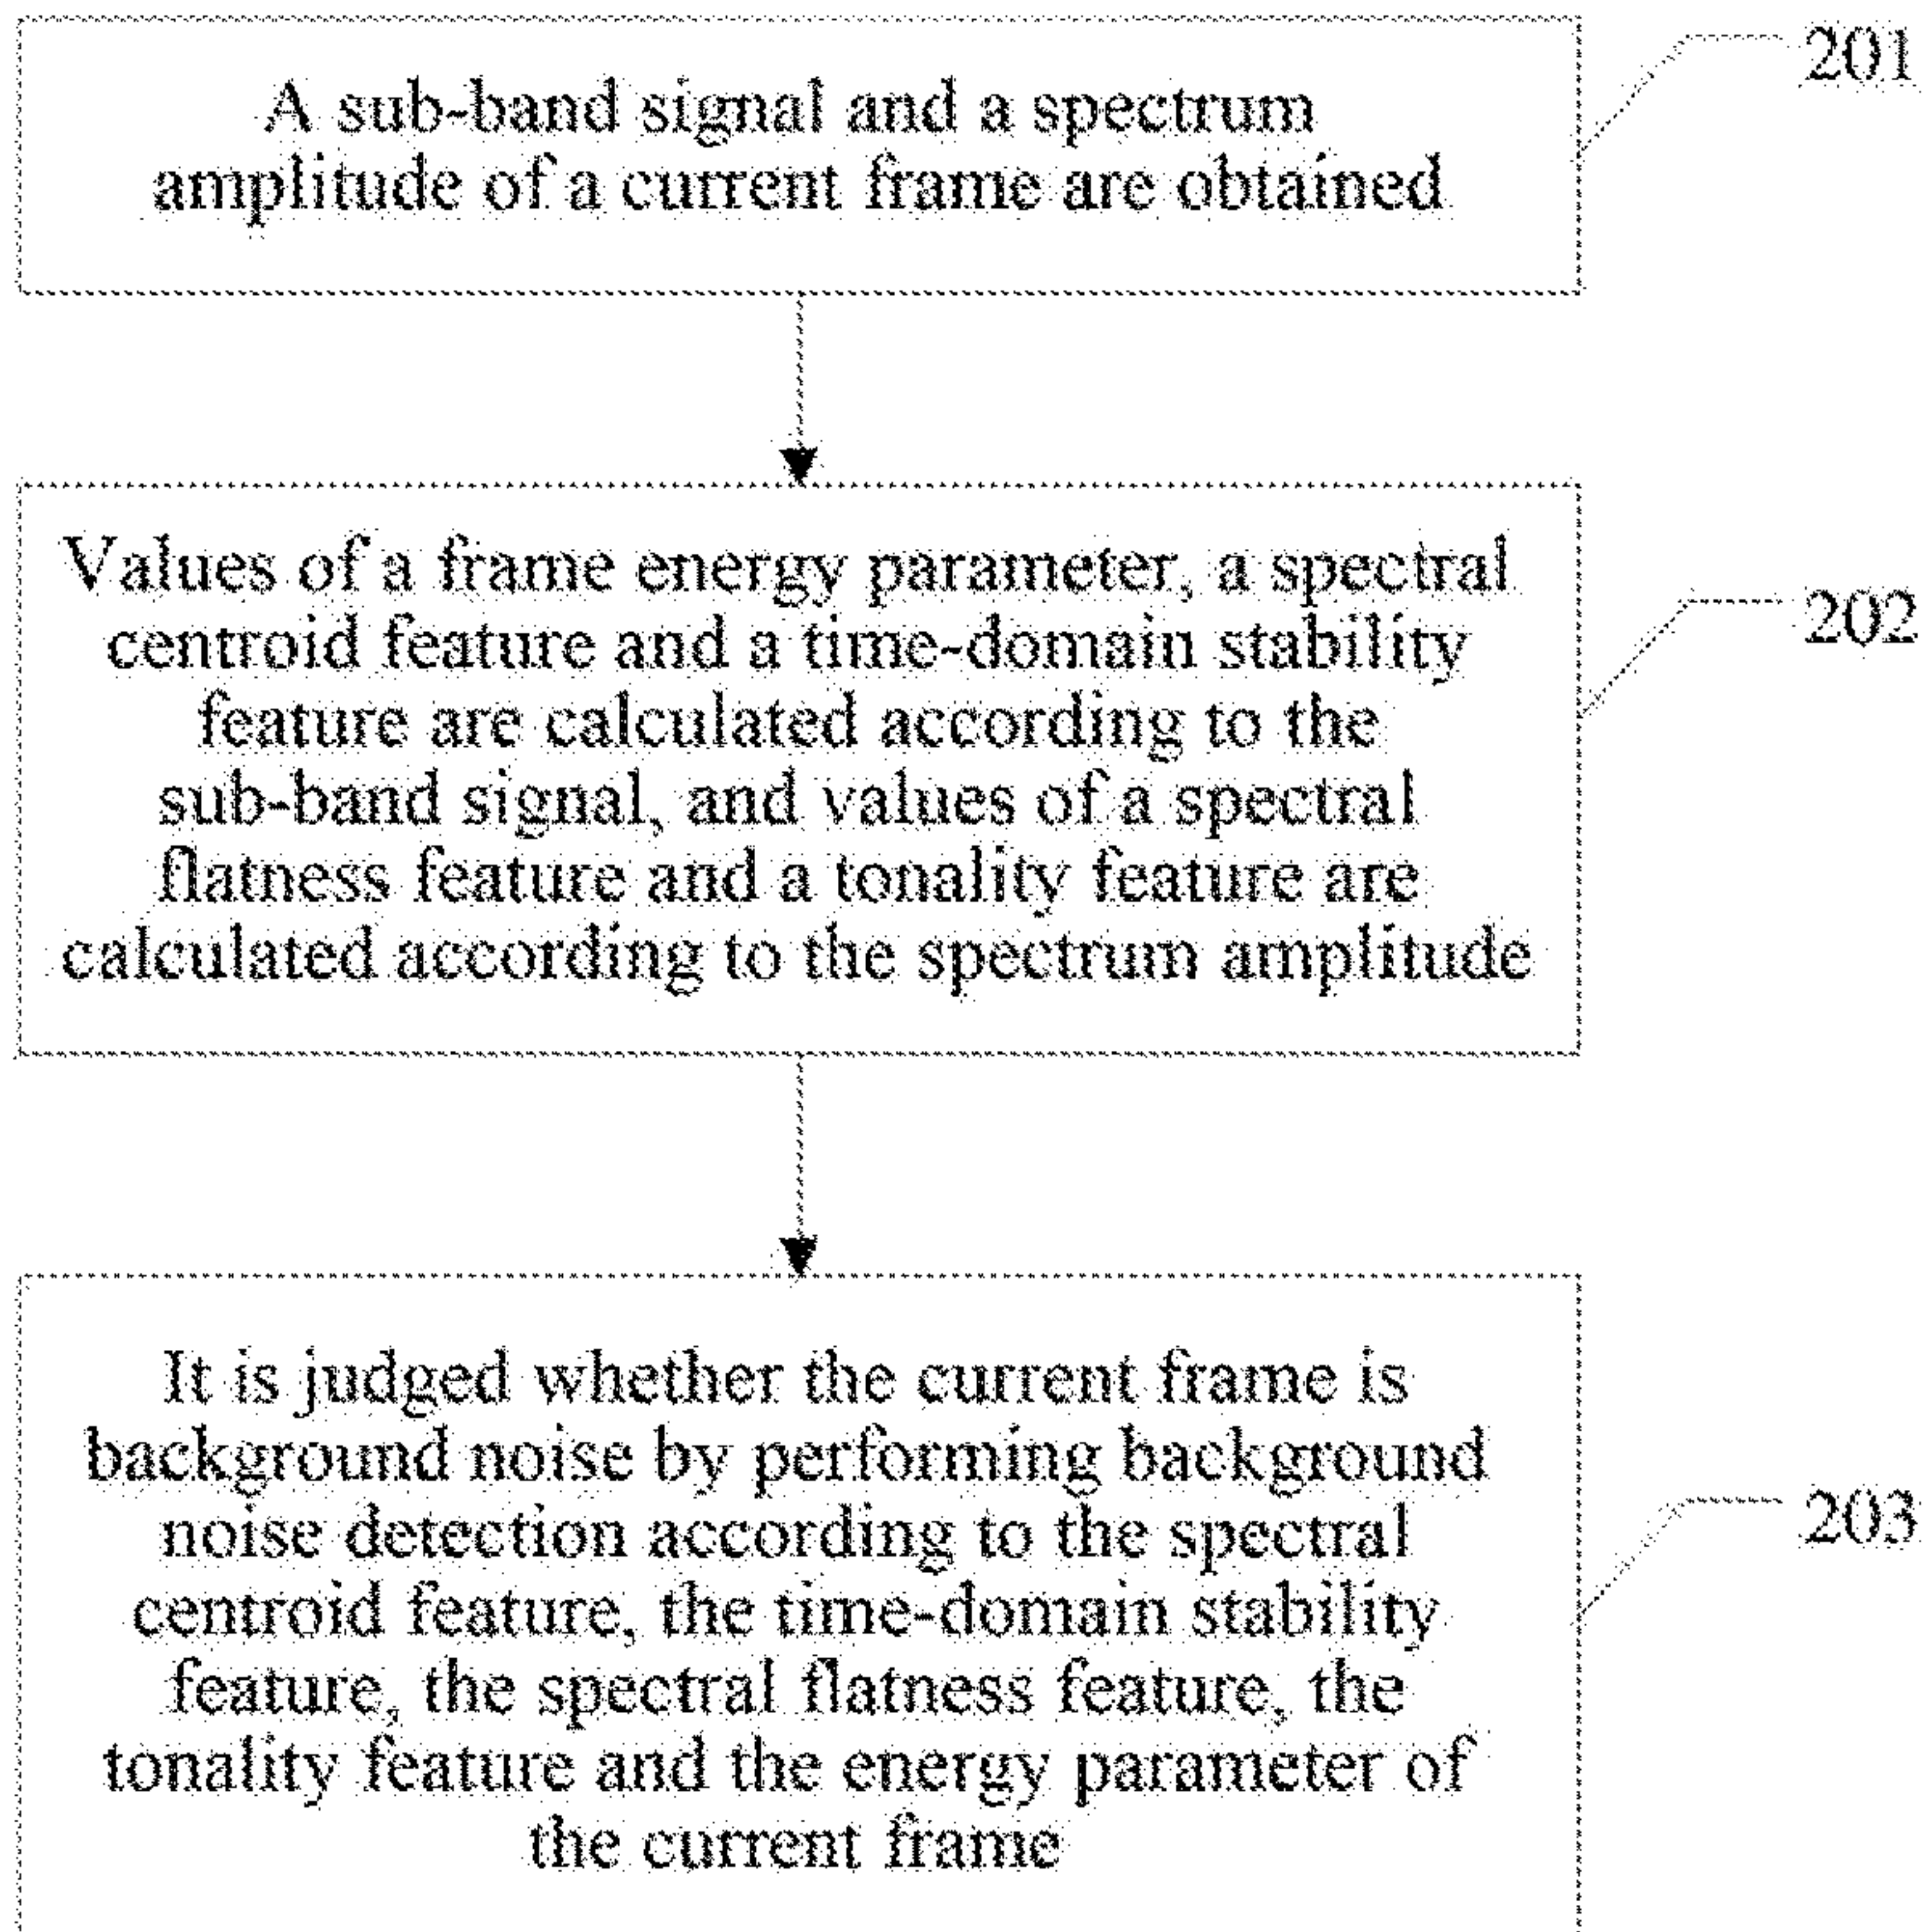 A sub-band signal and a spectrum
amplitude of a current frame are obtained
201
Values of a frame energy parameter, a spectral
centroid feature and a time-domain stability
feature are calculated according to the
sub-band signal, and values of a spectral
flatness feature and a tonality feature are
calculated according to the spectrum amplitude
202
It is judged whether the current frame is
background noise by performing background
noise detection according to the spectral
centroid feature, the time-domain stability
feature, the spectral flatness feature, the
tonality feature and the energy parameter of
the current frame
203